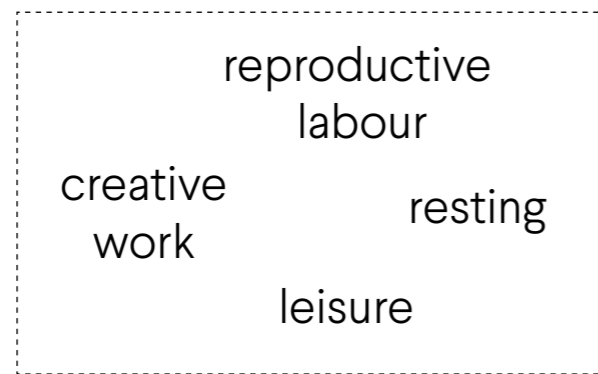 reproductive
labour
creative
work
resting
leisure